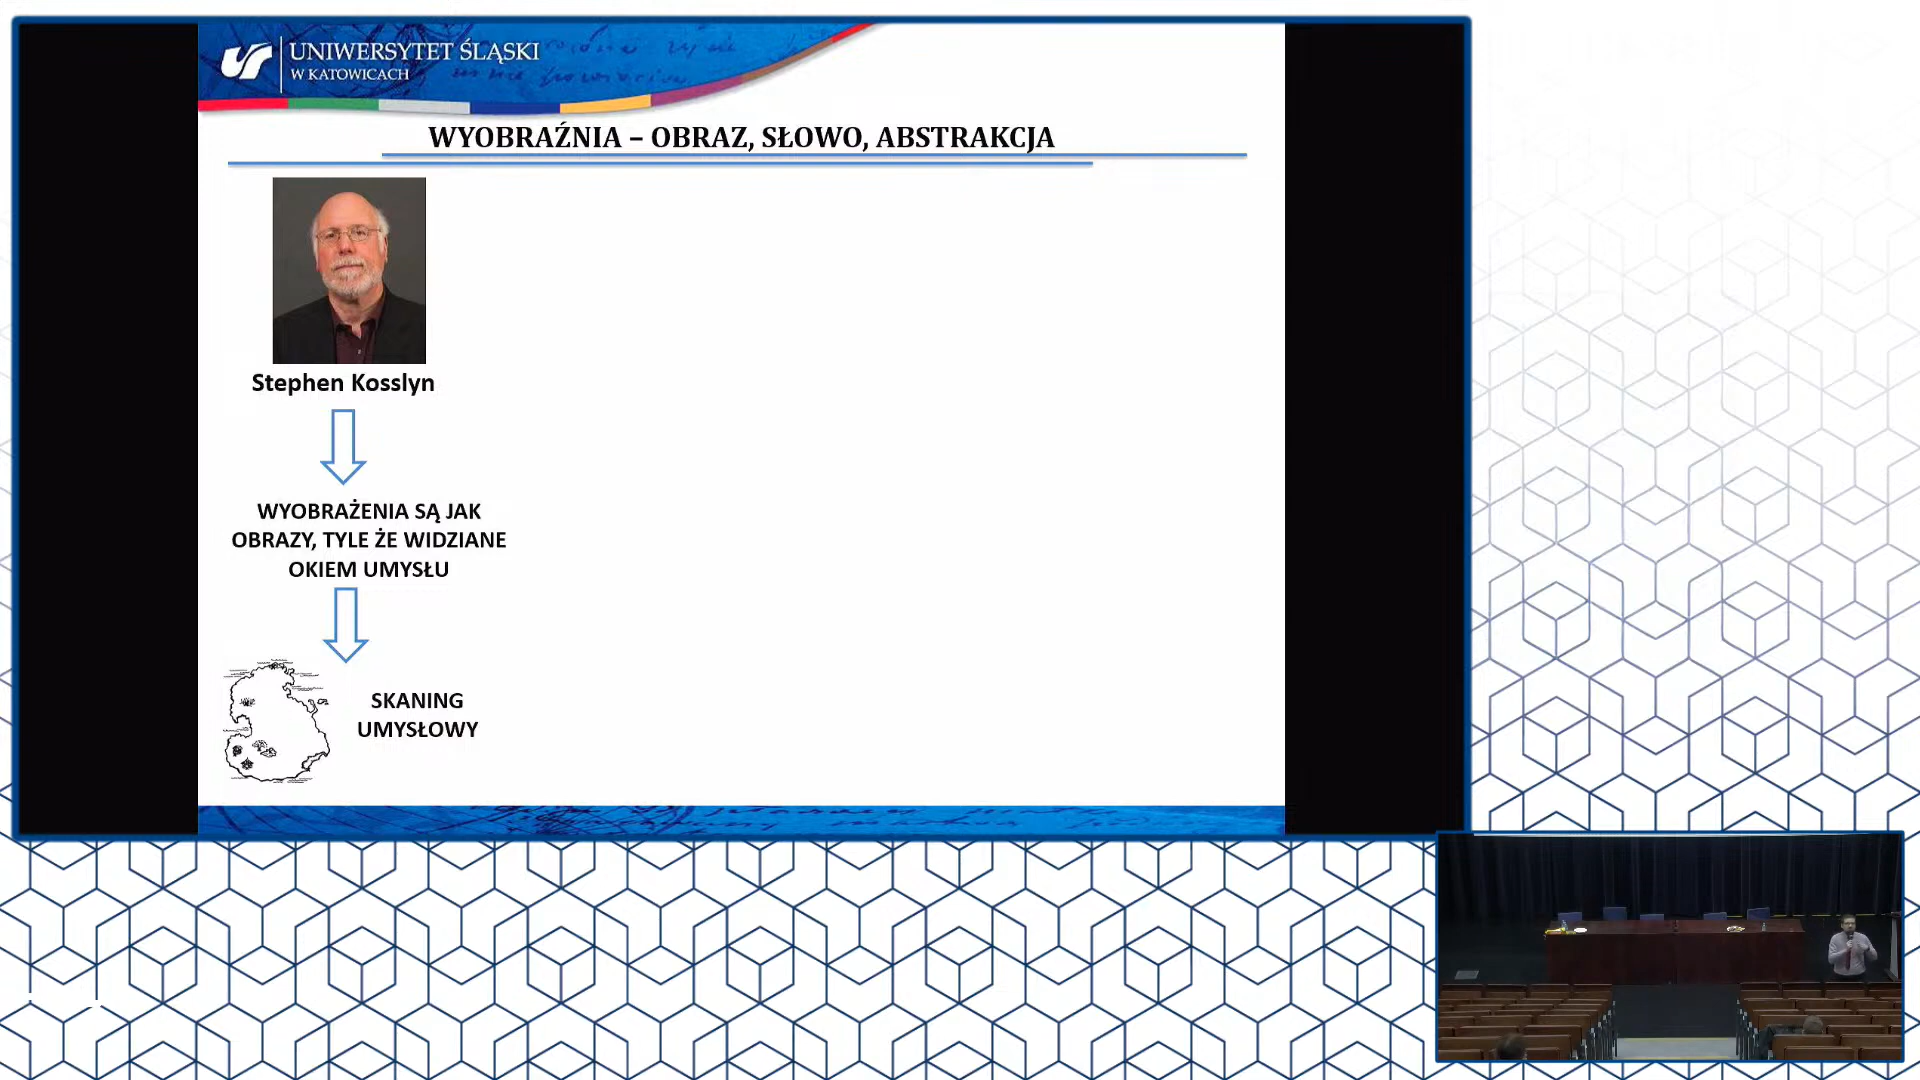 UNIWERSYTET ŚLĄSKI
W KATOWICACH
WYOBRAŹNIA – OBRAZ, SŁOWO, ABSTRAKCJA
Stephen Kosslyn
WYOBRAŻENIA SĄ JAK
OBRAZY, TYLE ŻE WIDZIANE
OKIEM UMYSŁU
SKANING
UMYSŁOWY